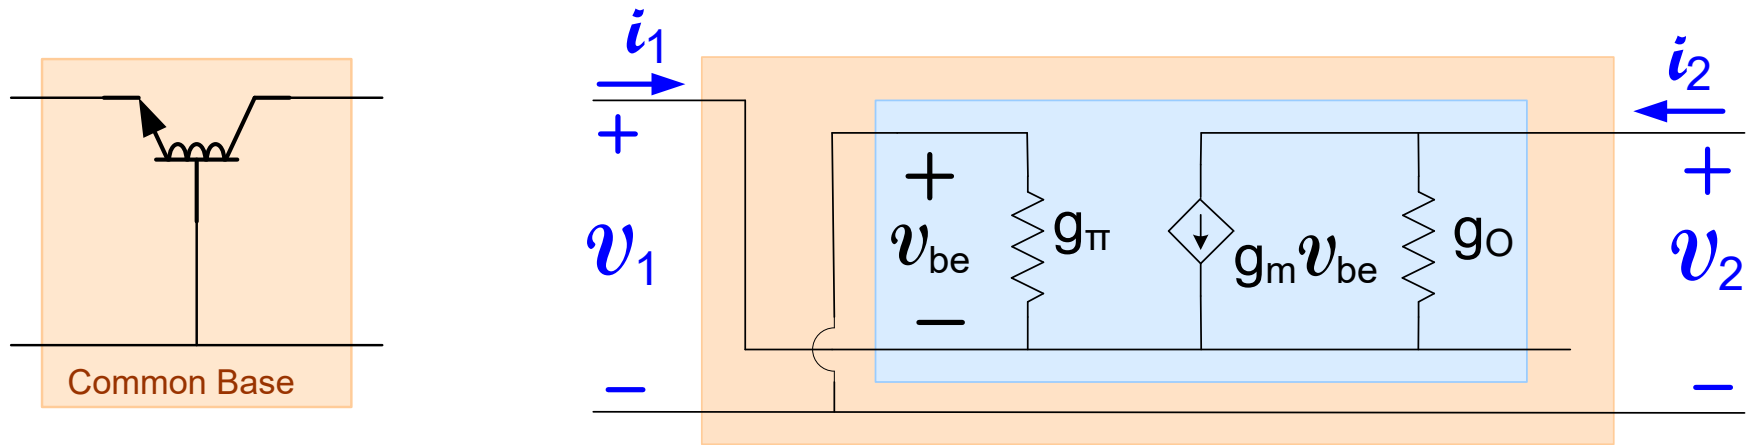 Common Base
i1
+
v1
−
+
vbe
−
gπ
gmvbe
gO
i2
+
v2
−